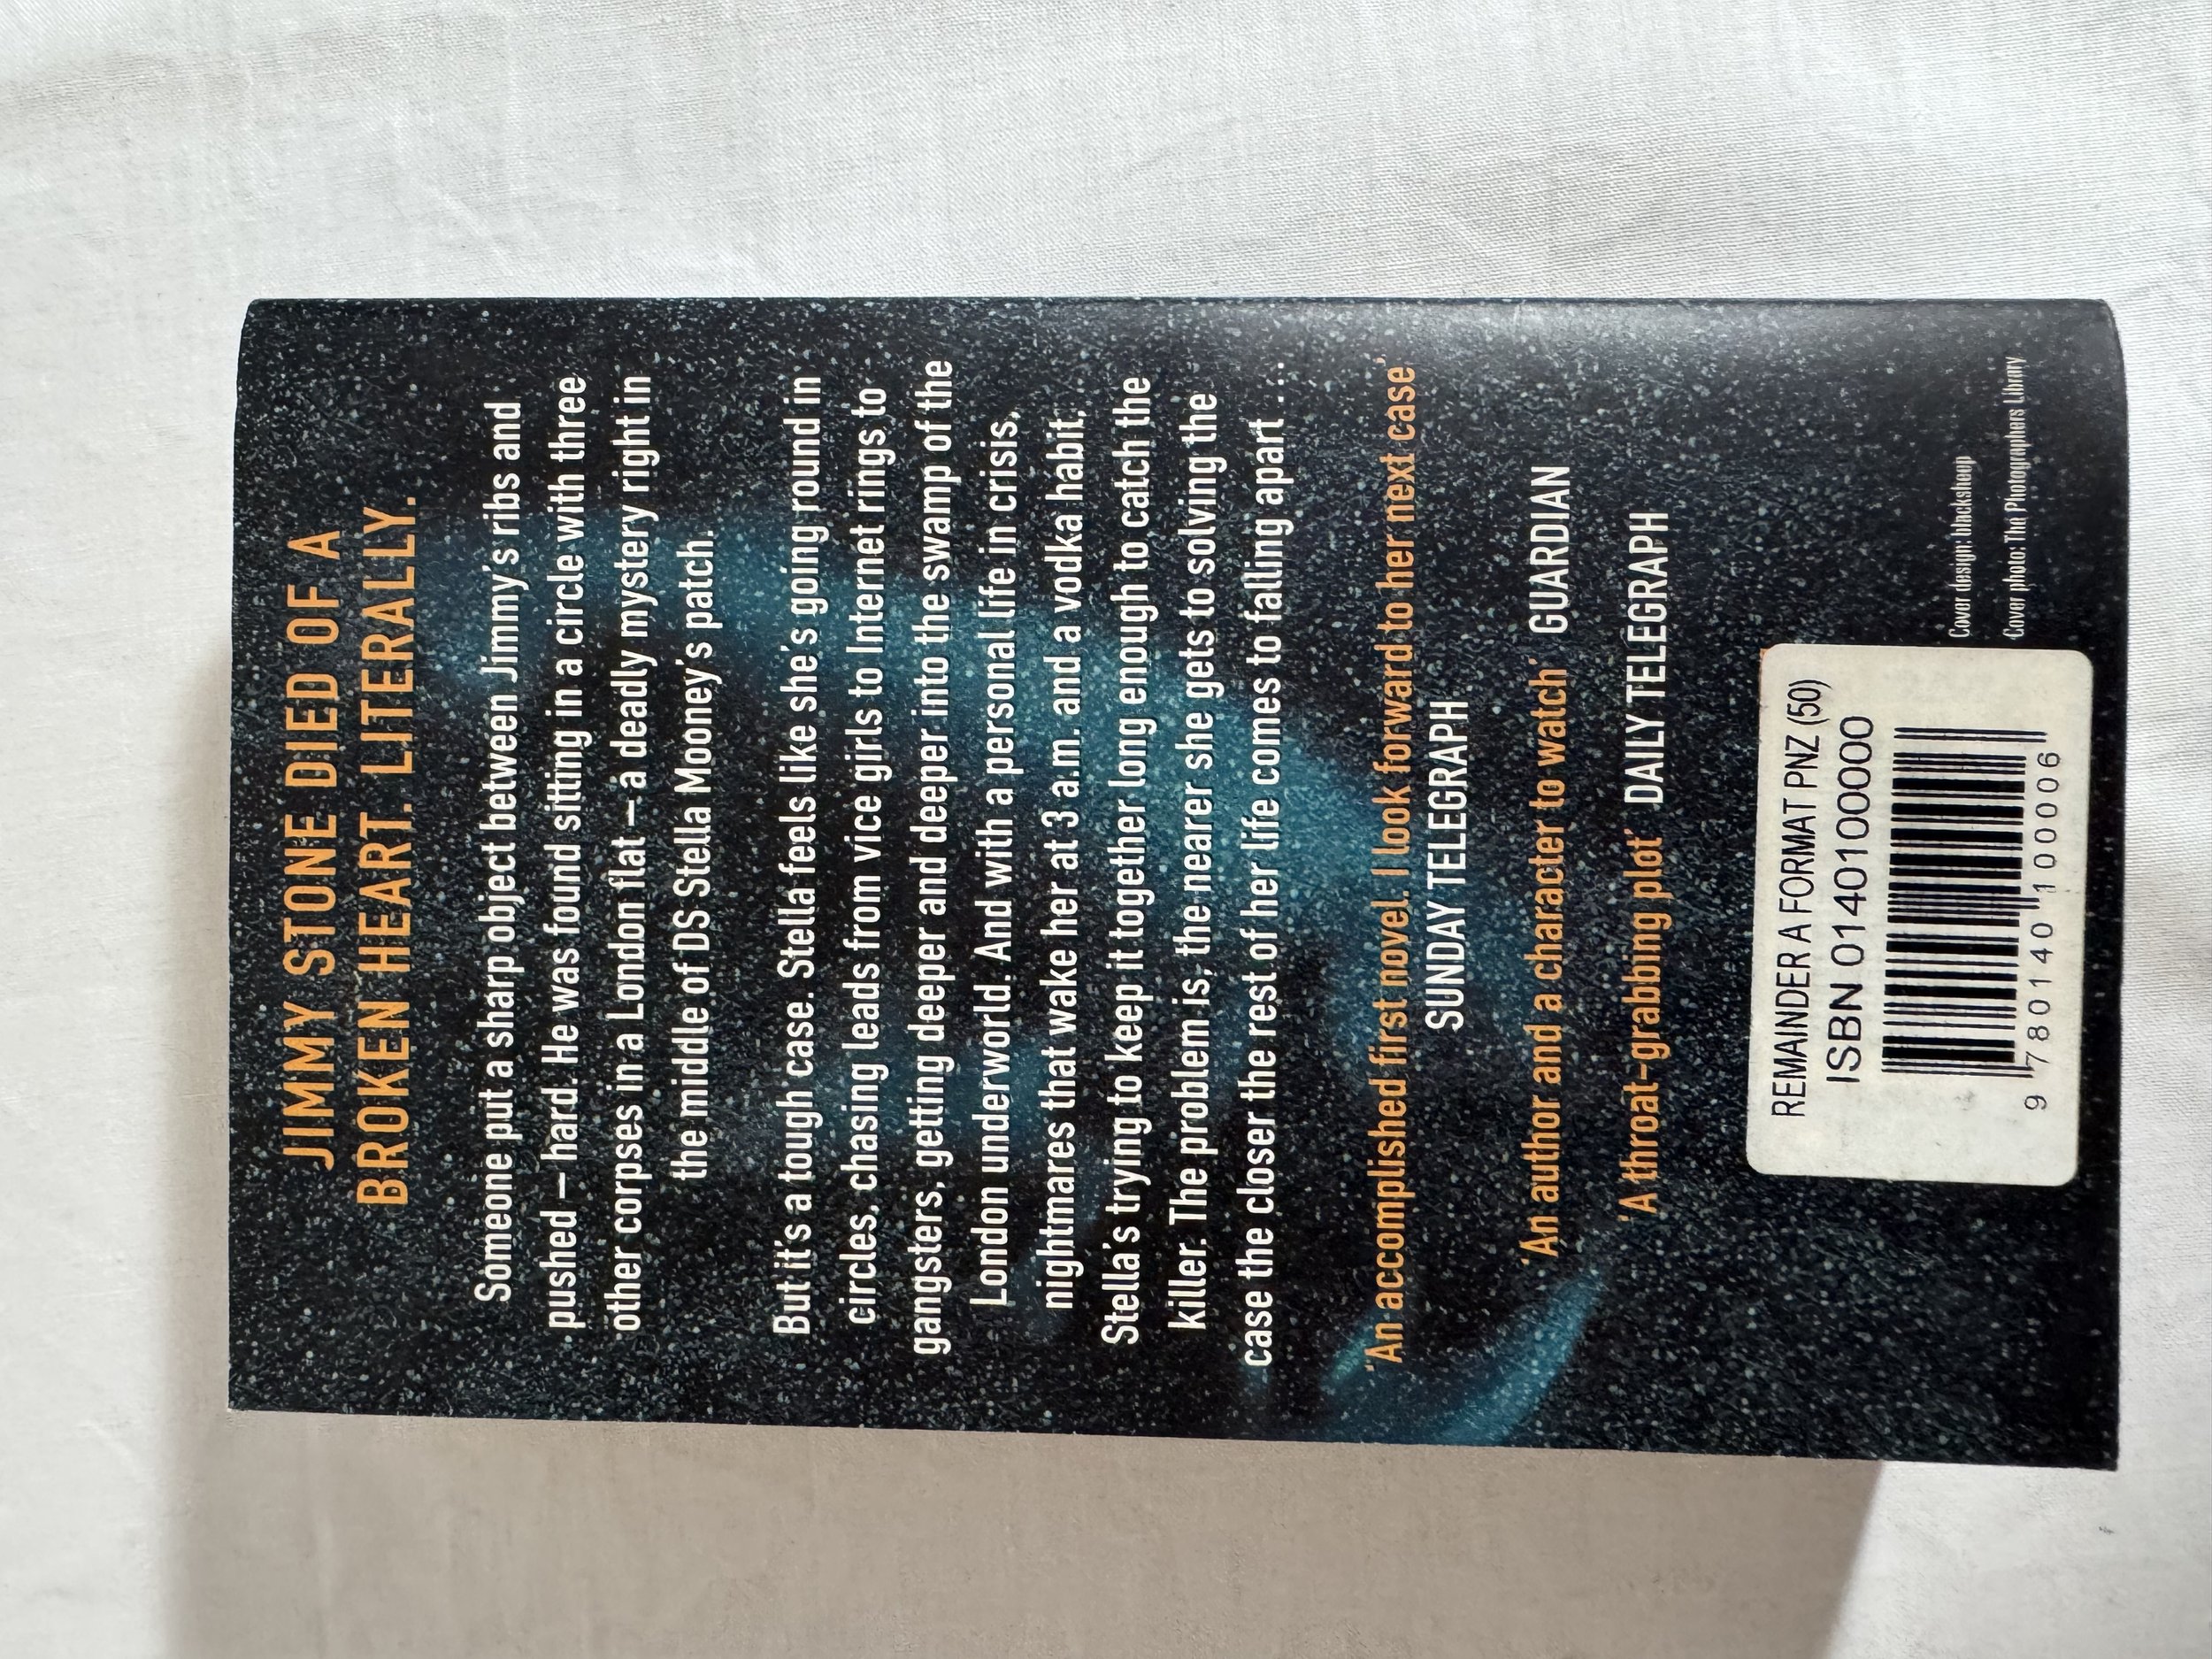 JIMMY STONE DIED OF A
BROKEN HEART. LITERALLY.
Someone put a sharp object between Jimmy's ribs and
pushed – hard. He was found sitting in a circle with three
other corpses in a London flat – a deadly mystery right in
the middle of DS Stella Mooney's patch.
But it's a tough case. Stella feels like she's going round in
circles, chasing leads from vice girls to Internet rings to
gangsters, getting deeper and deeper into the swamp of the
London underworld. And with a personal life in crisis,
nightmares that wake her at 3 a.m. and a vodka habit,
Stella's trying to keep it together long enough to catch the
killer. The problem is, the nearer she gets to solving the
case the closer the rest of her life comes to falling apart ...
'An accomplished first novel. I look forward to her next case'
SUNDAY TELEGRAPH
'An author and a character to watch' GUARDIAN
'A throat-grabbing plot' DAILY TELEGRAPH
Cover design: blacksheep
Cover photo: The Photographers Library
REMAINDER A FORMAT PNZ (50)
ISBN 0140100000
9 780140 100006